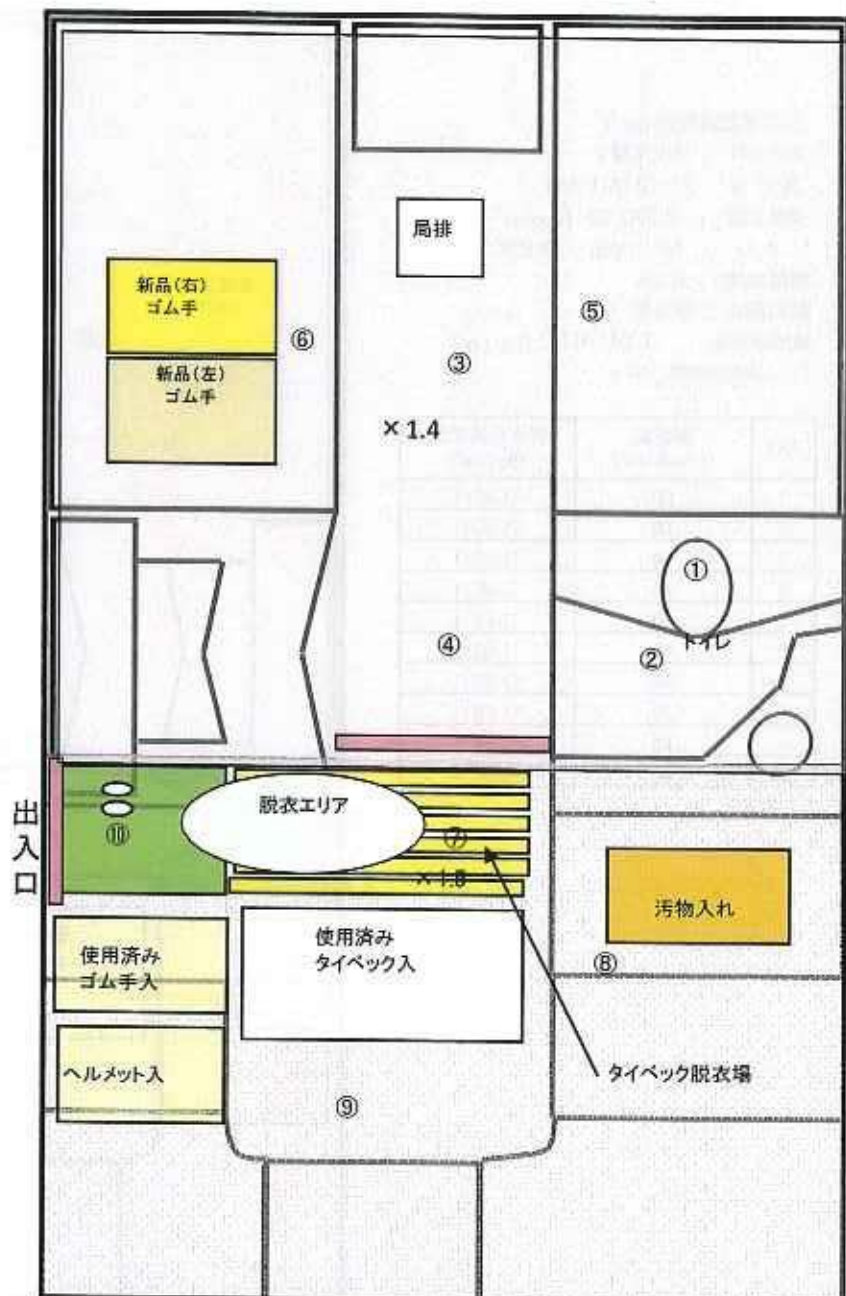 局排
新品(右)
ゴム手
⑤
⑥
③
新品(左)
ゴム手
× 1.4
①
④
②
トイレ
出入口
脱衣エリア
⑩
⑦
汚物入れ
使用済み
ゴム手入
使用済み
タイベック入
⑧
ヘルメット入
タイベック脱衣場
⑨